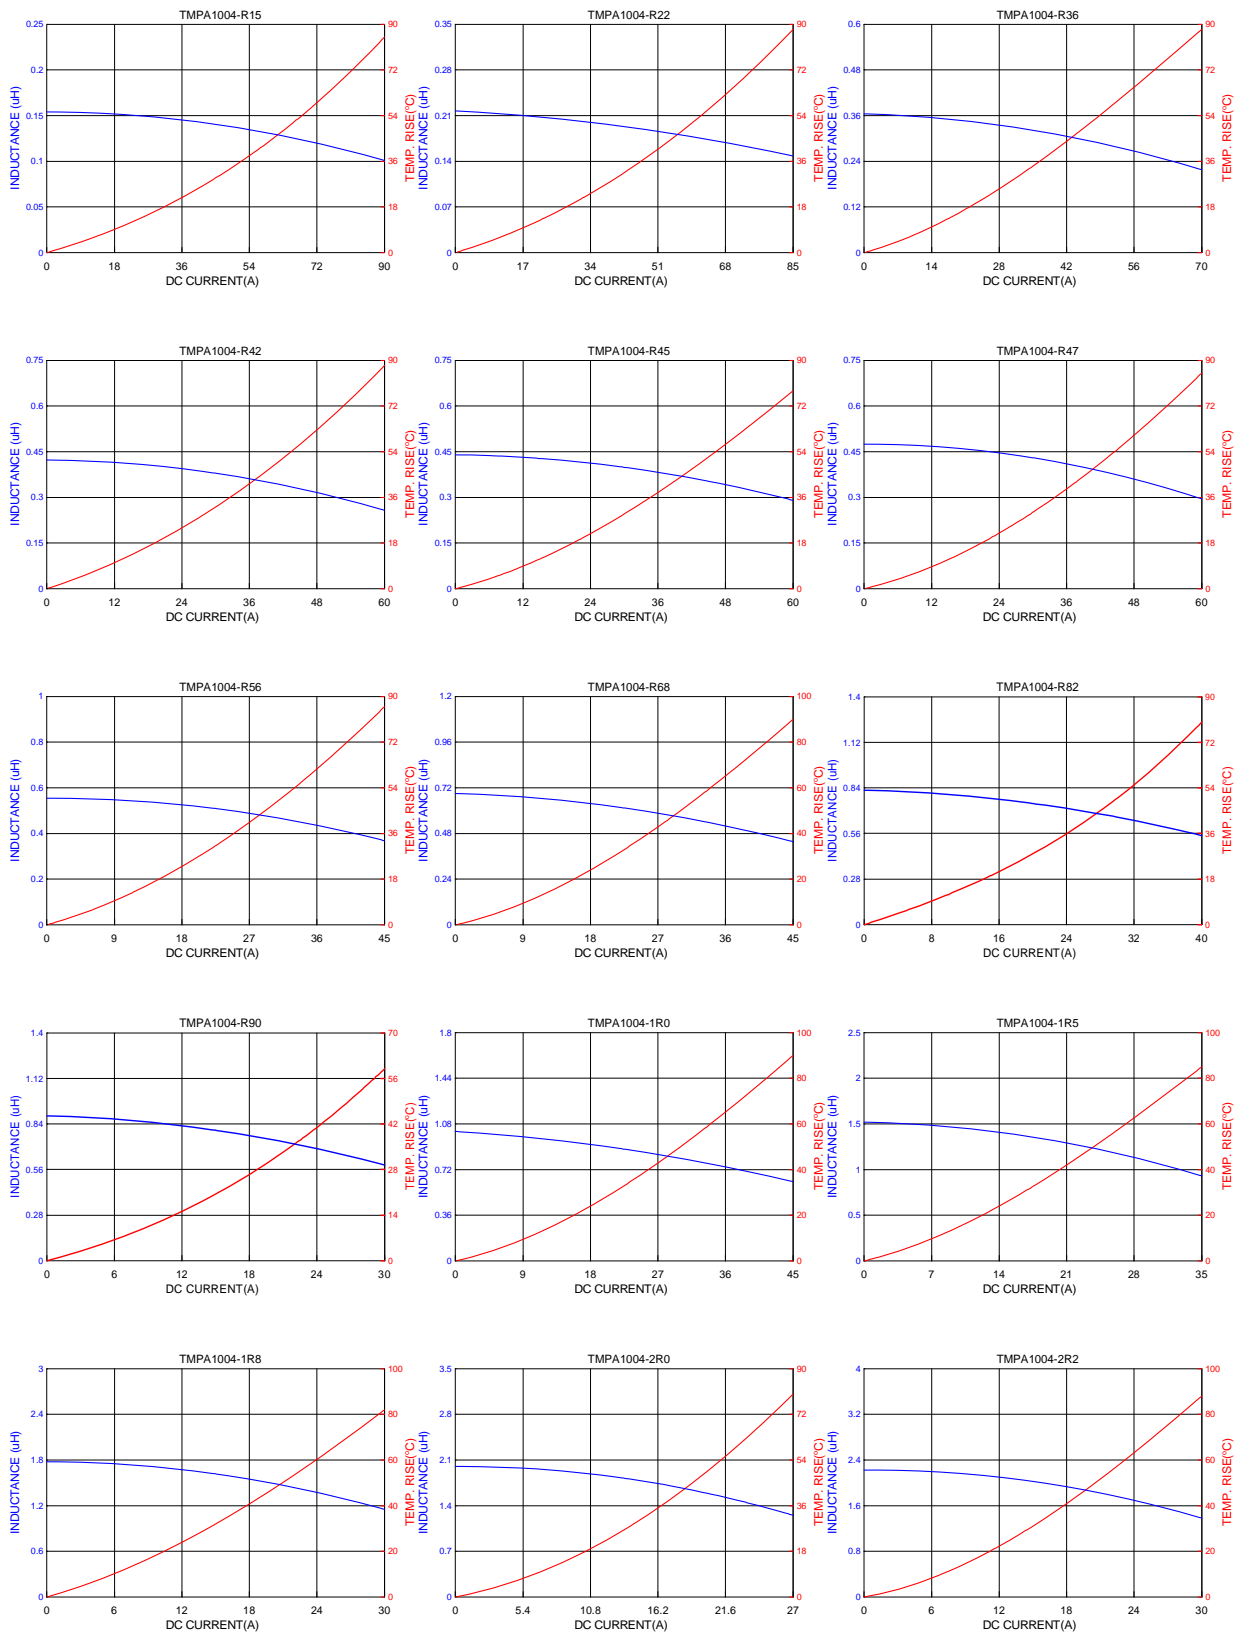 TMPA1004-R15
INDUCTANCE (uH)
0.25
0.2
0.15
0.1
0.05
0
TEMP. RISE(°C)
90
72
54
36
18
0
0 18 36 54 72 90
DC CURRENT(A)
TMPA1004-R22
INDUCTANCE (uH)
0.35
0.28
0.21
0.14
0.07
0
TEMP. RISE(°C)
90
72
54
36
18
0
0 17 34 51 68 85
DC CURRENT(A)
TMPA1004-R36
INDUCTANCE (uH)
0.6
0.48
0.36
0.24
0.12
0
TEMP. RISE(°C)
90
72
54
36
18
0
0 14 28 42 56 70
DC CURRENT(A)
TMPA1004-R42
INDUCTANCE (uH)
0.75
0.6
0.45
0.3
0.15
0
TEMP. RISE(°C)
90
72
54
36
18
0
0 12 24 36 48 60
DC CURRENT(A)
TMPA1004-R45
INDUCTANCE (uH)
0.75
0.6
0.45
0.3
0.15
0
TEMP. RISE(°C)
90
72
54
36
18
0
0 12 24 36 48 60
DC CURRENT(A)
TMPA1004-R47
INDUCTANCE (uH)
0.75
0.6
0.45
0.3
0.15
0
TEMP. RISE(°C)
90
72
54
36
18
0
0 12 24 36 48 60
DC CURRENT(A)
TMPA1004-R56
INDUCTANCE (uH)
1
0.8
0.6
0.4
0.2
0
TEMP. RISE(°C)
90
72
54
36
18
0
0 9 18 27 36 45
DC CURRENT(A)
TMPA1004-R68
INDUCTANCE (uH)
1.2
0.96
0.72
0.48
0.24
0
TEMP. RISE(°C)
100
80
60
40
20
0
0 9 18 27 36 45
DC CURRENT(A)
TMPA1004-R82
INDUCTANCE (uH)
1.4
1.12
0.84
0.56
0.28
0
TEMP. RISE(°C)
90
72
54
36
18
0
0 8 16 24 32 40
DC CURRENT(A)
TMPA1004-R90
INDUCTANCE (uH)
1.4
1.12
0.84
0.56
0.28
0
TEMP. RISE(°C)
70
56
42
28
14
0
0 6 12 18 24 30
DC CURRENT(A)
TMPA1004-1R0
INDUCTANCE (uH)
1.8
1.44
1.08
0.72
0.36
0
TEMP. RISE(°C)
100
80
60
40
20
0
0 9 18 27 36 45
DC CURRENT(A)
TMPA1004-1R5
INDUCTANCE (uH)
2.5
2
1.5
1
0.5
0
TEMP. RISE(°C)
100
80
60
40
20
0
0 7 14 21 28 35
DC CURRENT(A)
TMPA1004-1R8
INDUCTANCE (uH)
3
2.4
1.8
1.2
0.6
0
TEMP. RISE(°C)
100
80
60
40
20
0
0 6 12 18 24 30
DC CURRENT(A)
TMPA1004-2R0
INDUCTANCE (uH)
3.5
2.8
2.1
1.4
0.7
0
TEMP. RISE(°C)
90
72
54
36
18
0
0 5.4 10.8 16.2 21.6 27
DC CURRENT(A)
TMPA1004-2R2
INDUCTANCE (uH)
4
3.2
2.4
1.6
0.8
0
TEMP. RISE(°C)
100
80
60
40
20
0
0 6 12 18 24 30
DC CURRENT(A)